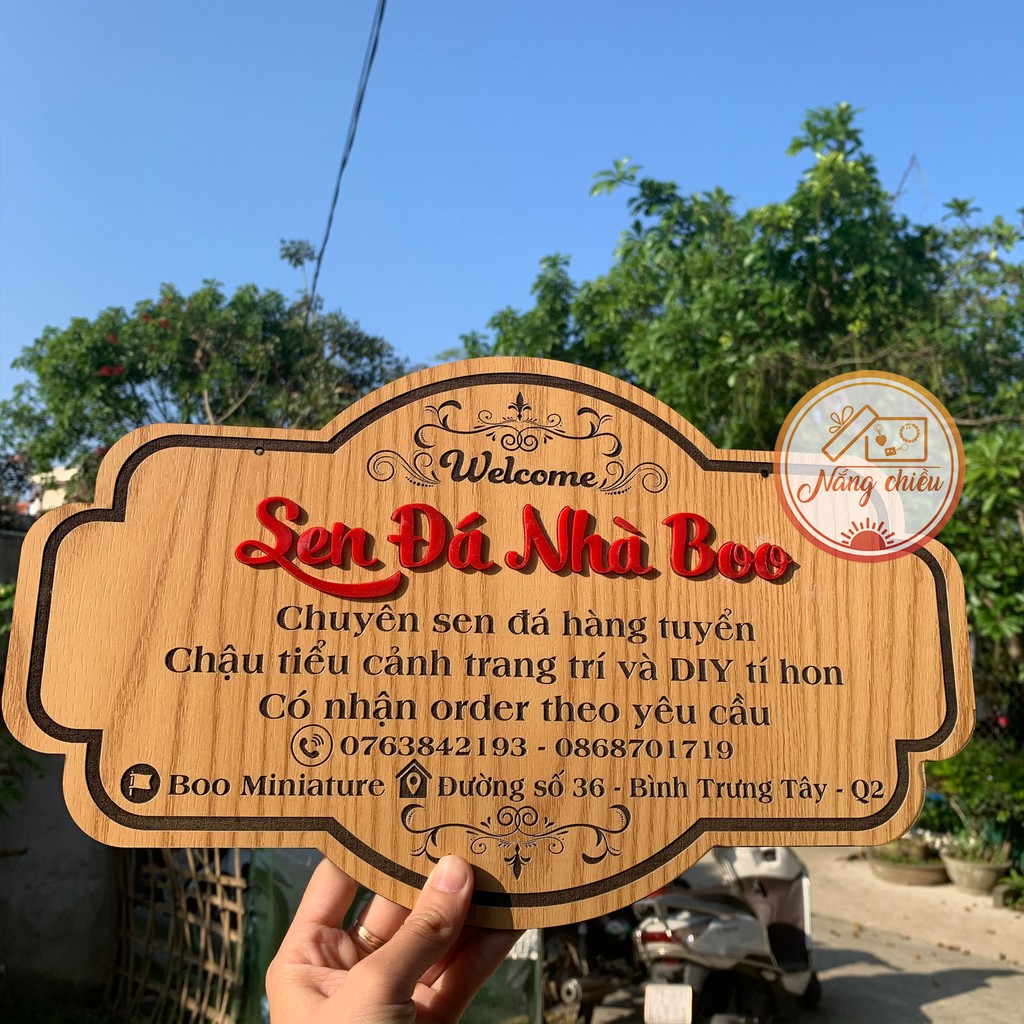 Welcome
Sen Đá Nhà Boo
Chuyên sen đá hàng tuyển
Chậu tiểu cảnh trang trí và DIY tí hon
Có nhận order theo yêu cầu
0763842193 - 0868701719
Boo Miniature Đường số 36 - Bình Trưng Tây - Q2
Nắng chiều